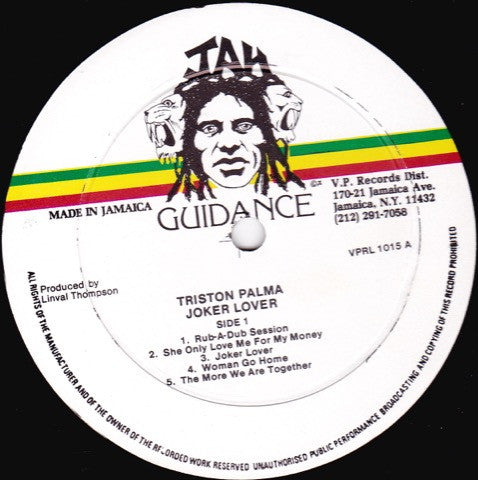 JAH
GUIDANCE
MADE IN JAMAICA
V.P. Records Dist.
170-21 Jamaica Ave.
Jamaica, N.Y. 11432
(212) 291-7058
VPRL 1015 A
Produced by
Linval Thompson
TRISTON PALMA
JOKER LOVER
SIDE 1
1. Rub-A-Dub Session
2. She Only Love Me For My Money
3. Joker Lover
4. Woman Go Home
5. The More We Are Together
ALL RIGHTS OF THE MANUFACTURER AND OF THE OWNER OF THE RECORDED WORK RESERVED UNAUTHORISED PUBLIC PERFORMANCE BROADCASTING AND COPYING OF THIS RECORD PROHIBITED